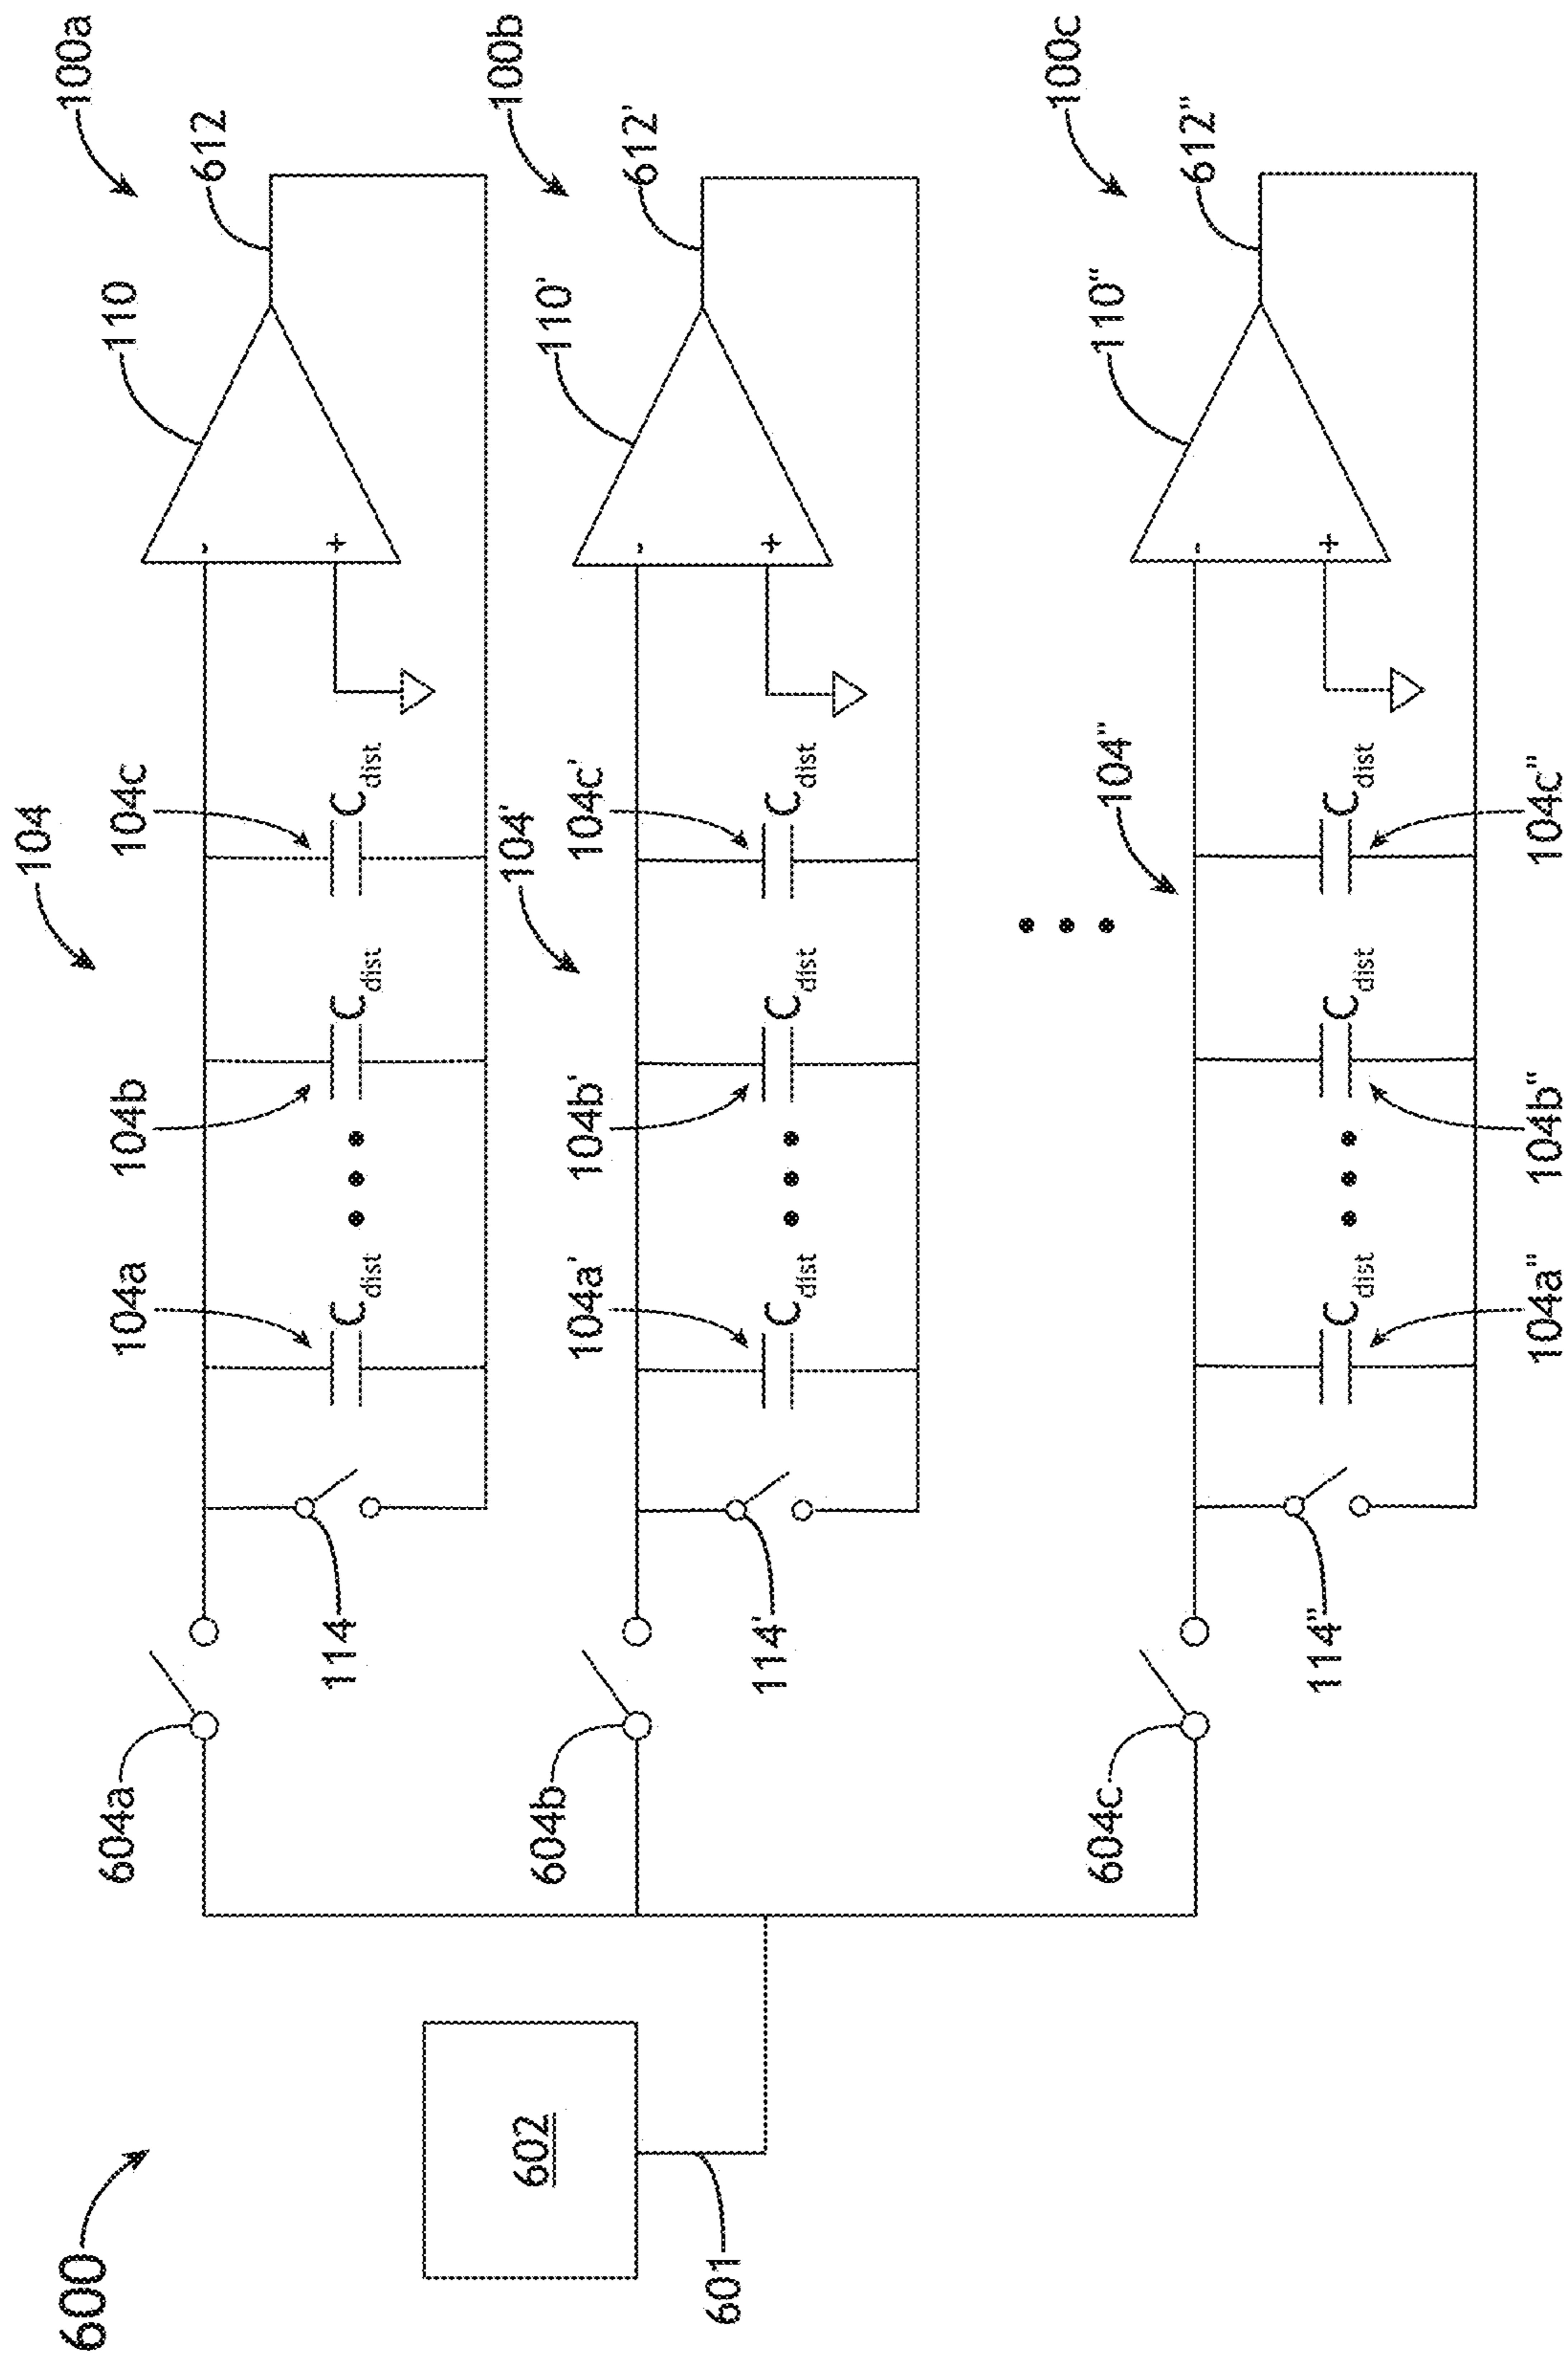 600
602
601
604a
604b
604c
104
100a
104a
104b
104c
110
612
C dist
C dist
C dist
-
+
114
104'
100b
104a'
104b'
104c'
110'
612'
C dist
C dist
C dist
-
+
114'
104"
100c
110"
612"
C dist
C dist
C dist
-
+
114"
104a"
104b"
104c"